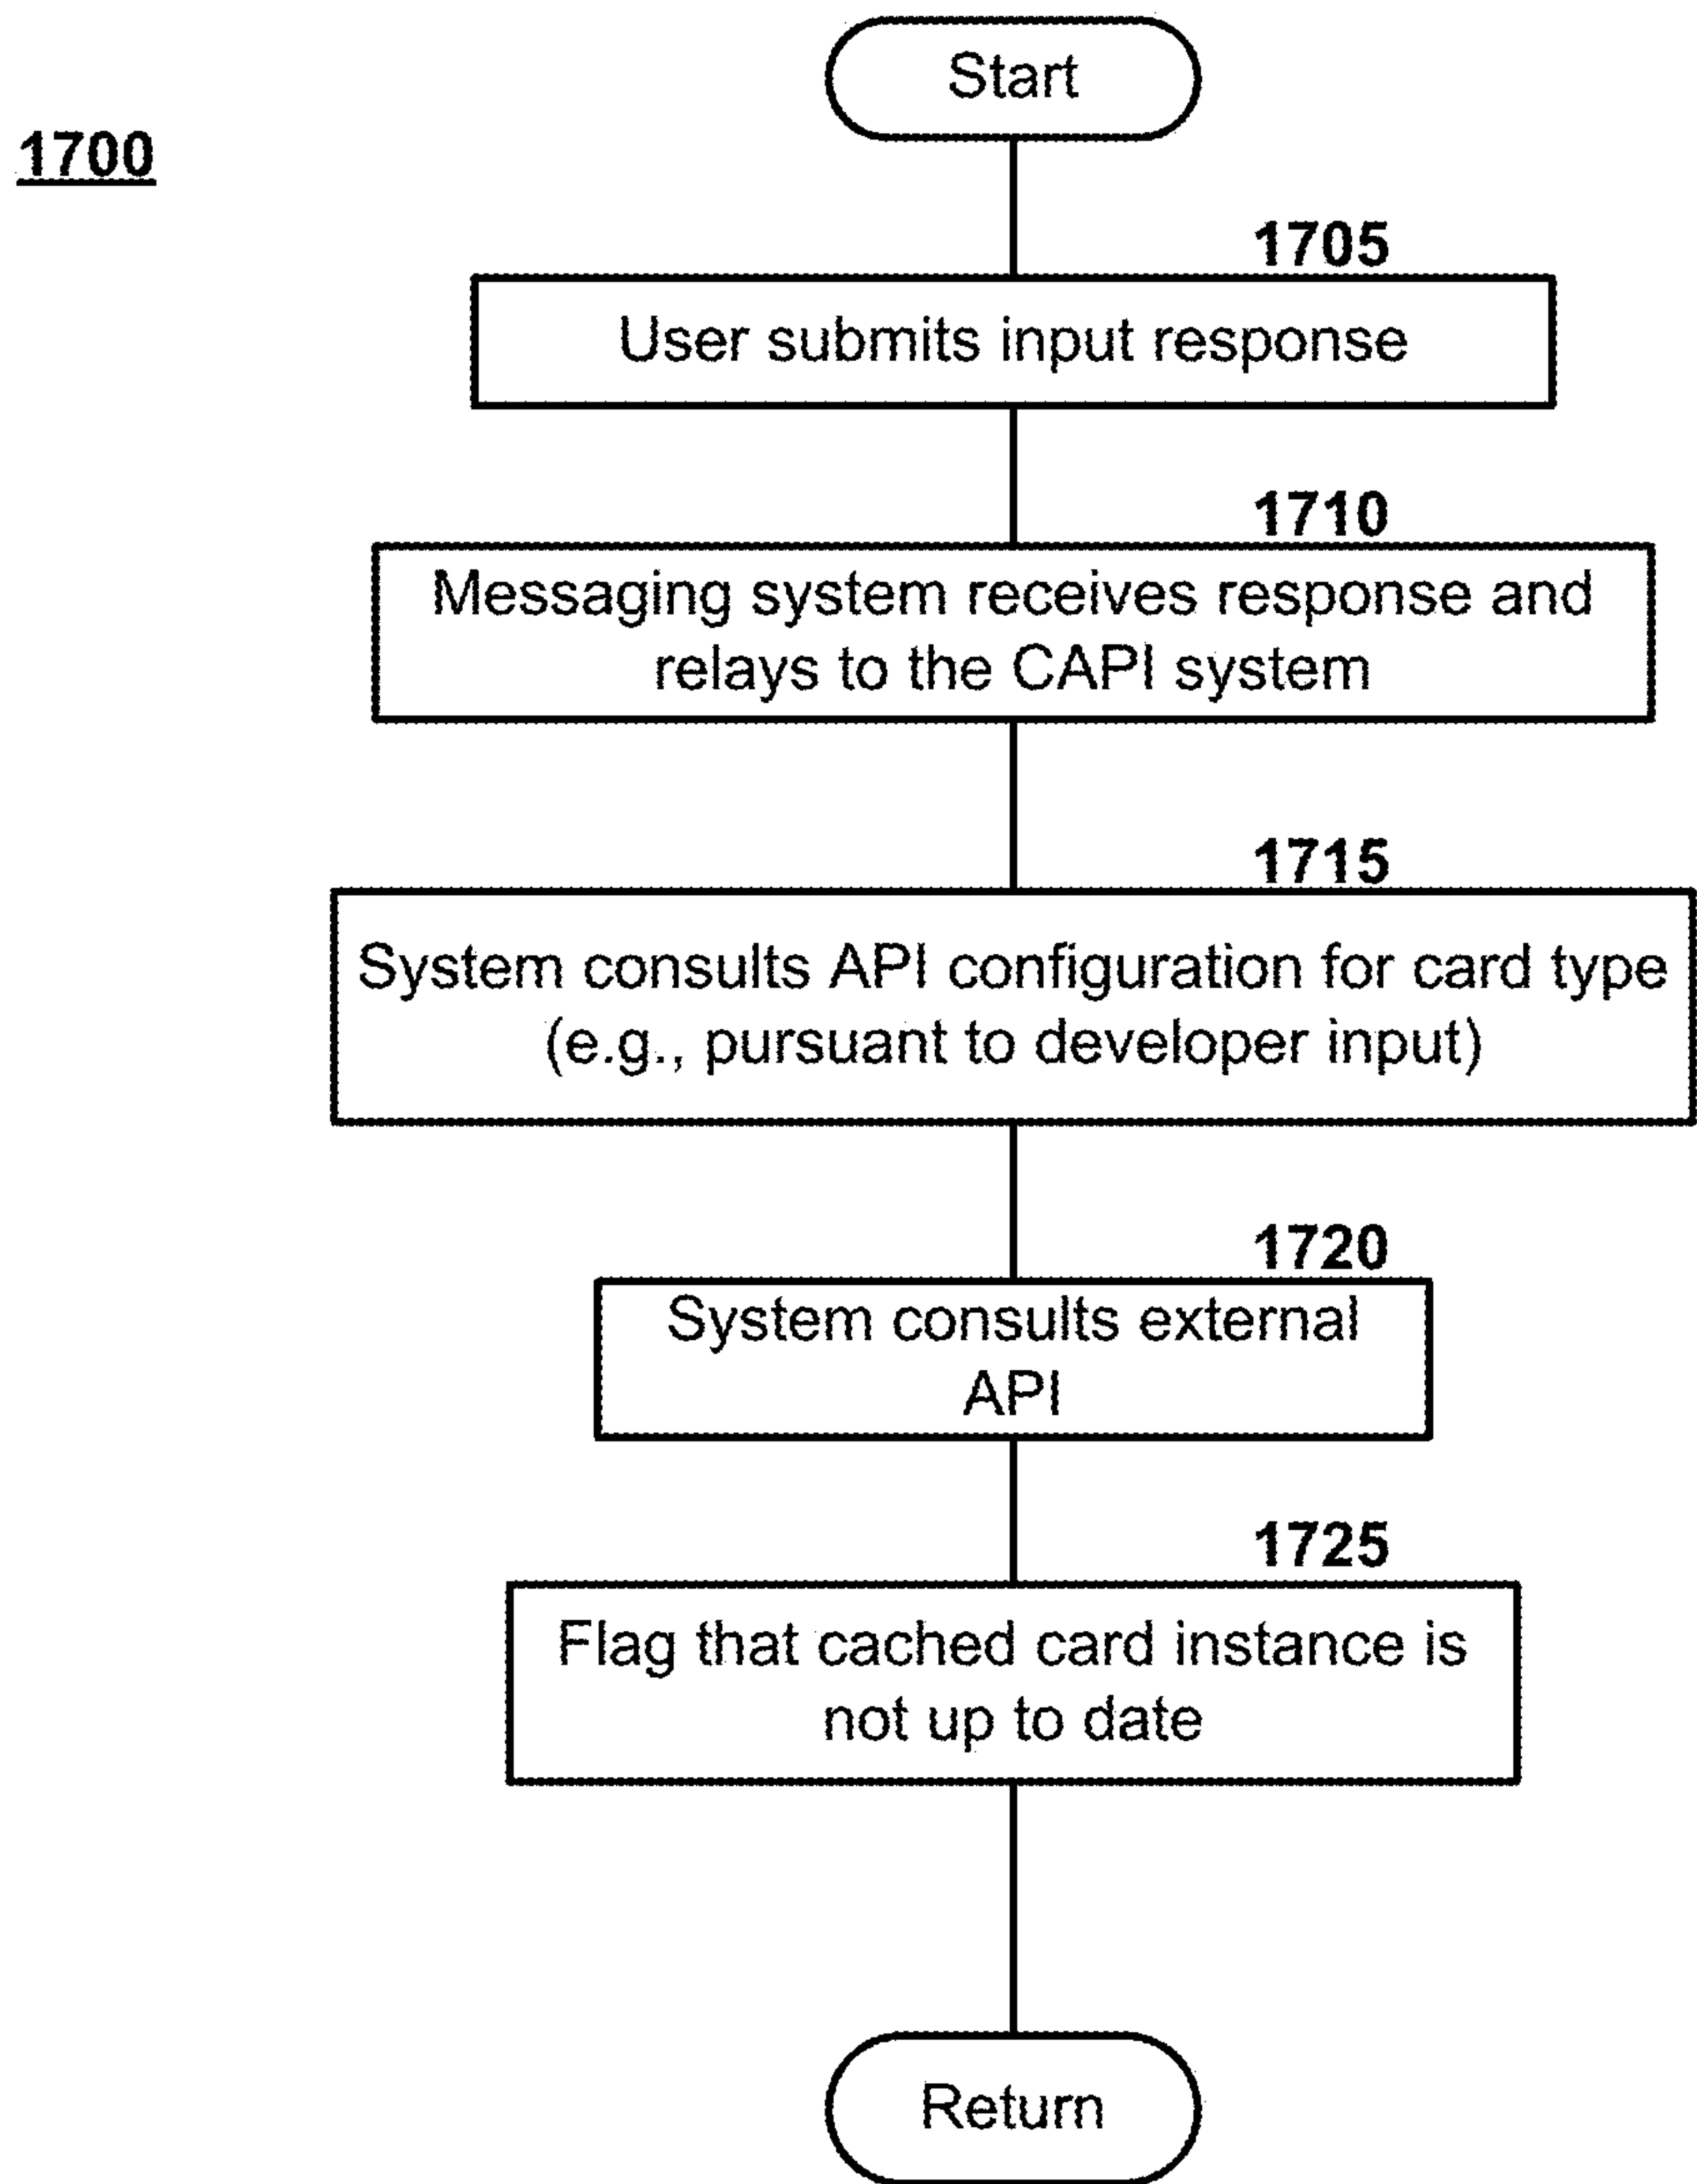 Start
1700
1705
User submits input response
1710
Messaging system receives response and
relays to the CAPI system
1715
System consults API configuration for card type
(e.g., pursuant to developer input)
1720
System consults external
API
1725
Flag that cached card instance is
not up to date
Return